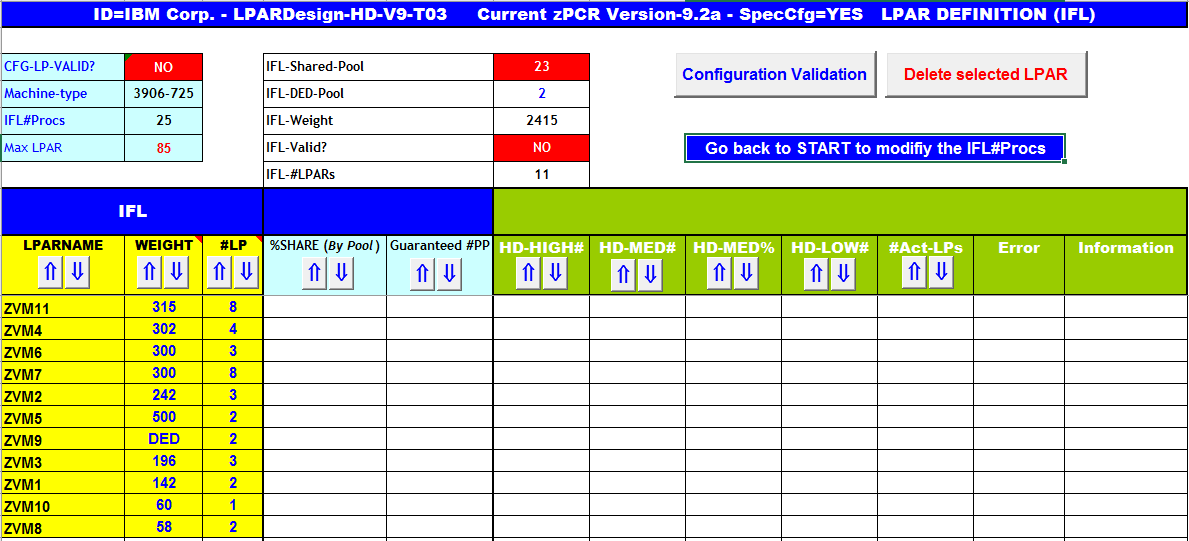 ID=IBM Corp. - LPARDesign-HD-V9-T03 Current zPCR Version-9.2a - SpecCfg=YES LPAR DEFINITION (IFL)
CFG-LP-VALID? NO IFL-Shared-Pool 23
Machine-type 3906-725 IFL-DED-Pool 2
IFL#Procs 25 IFL-Weight 2415
Max LPAR 85 IFL-Valid? NO
IFL-#LPARs 11
Configuration Validation Delete selected LPAR
Go back to START to modifiy the IFL#Procs
IFL
LPARNAME WEIGHT #LP %SHARE (By Pool) Guaranteed #PP HD-HIGH# HD-MED# HD-MED% HD-LOW# #Act-LPs Error Information
⇑ ⇓ ⇑ ⇓ ⇑ ⇓ ⇑ ⇓ ⇑ ⇓ ⇑ ⇓ ⇑ ⇓ ⇑ ⇓ ⇑ ⇓ ⇑ ⇓
ZVM11 315 8
ZVM4 302 4
ZVM6 300 3
ZVM7 300 8
ZVM2 242 3
ZVM5 500 2
ZVM9 DED 2
ZVM3 196 3
ZVM1 142 2
ZVM10 60 1
ZVM8 58 2